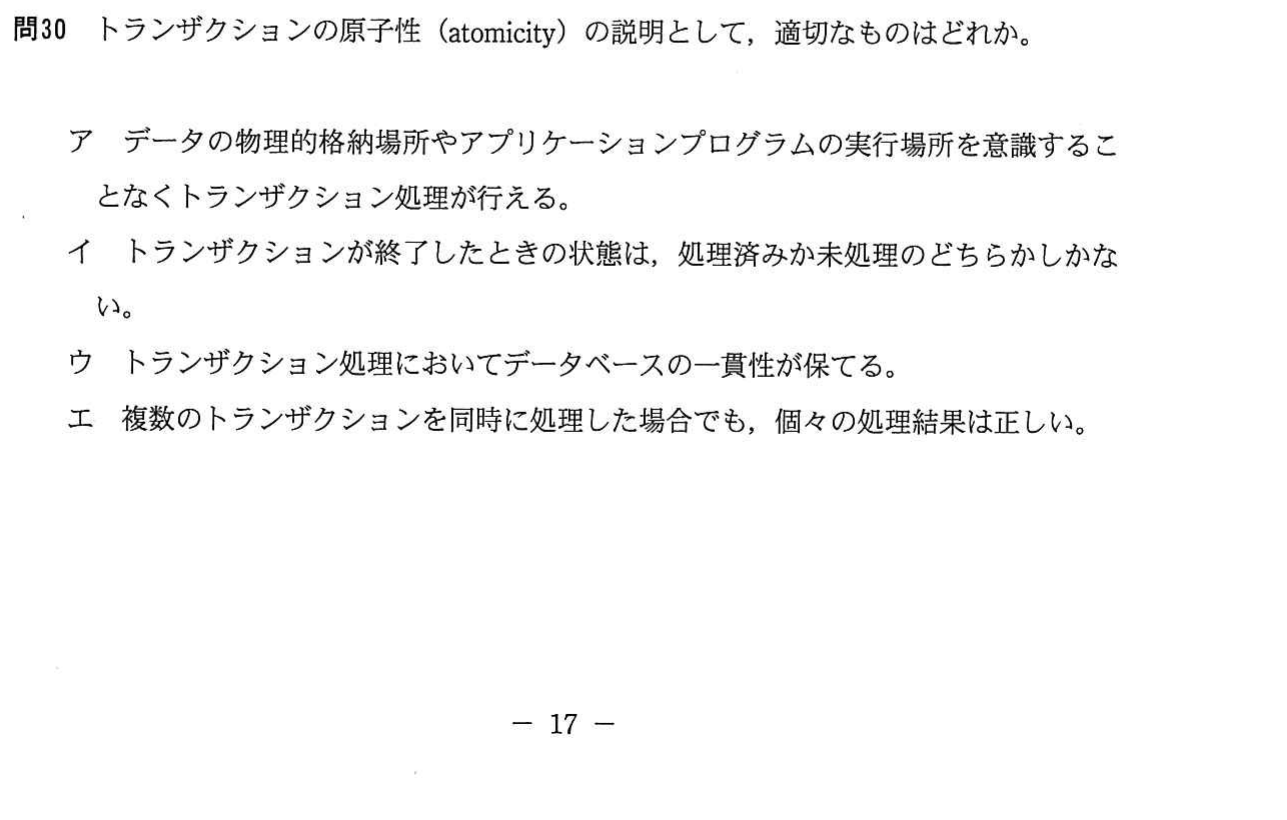 問30 トランザクションの原子性（atomicity）の説明として，適切なものはどれか。
ア データの物理的格納場所やアプリケーションプログラムの実行場所を意識するこ
となくトランザクション処理が行える。
イ トランザクションが終了したときの状態は，処理済みか未処理のどちらかしかな
い。
ウ トランザクション処理においてデータベースの一貫性が保てる。
エ 複数のトランザクションを同時に処理した場合でも，個々の処理結果は正しい。
－ 17 －